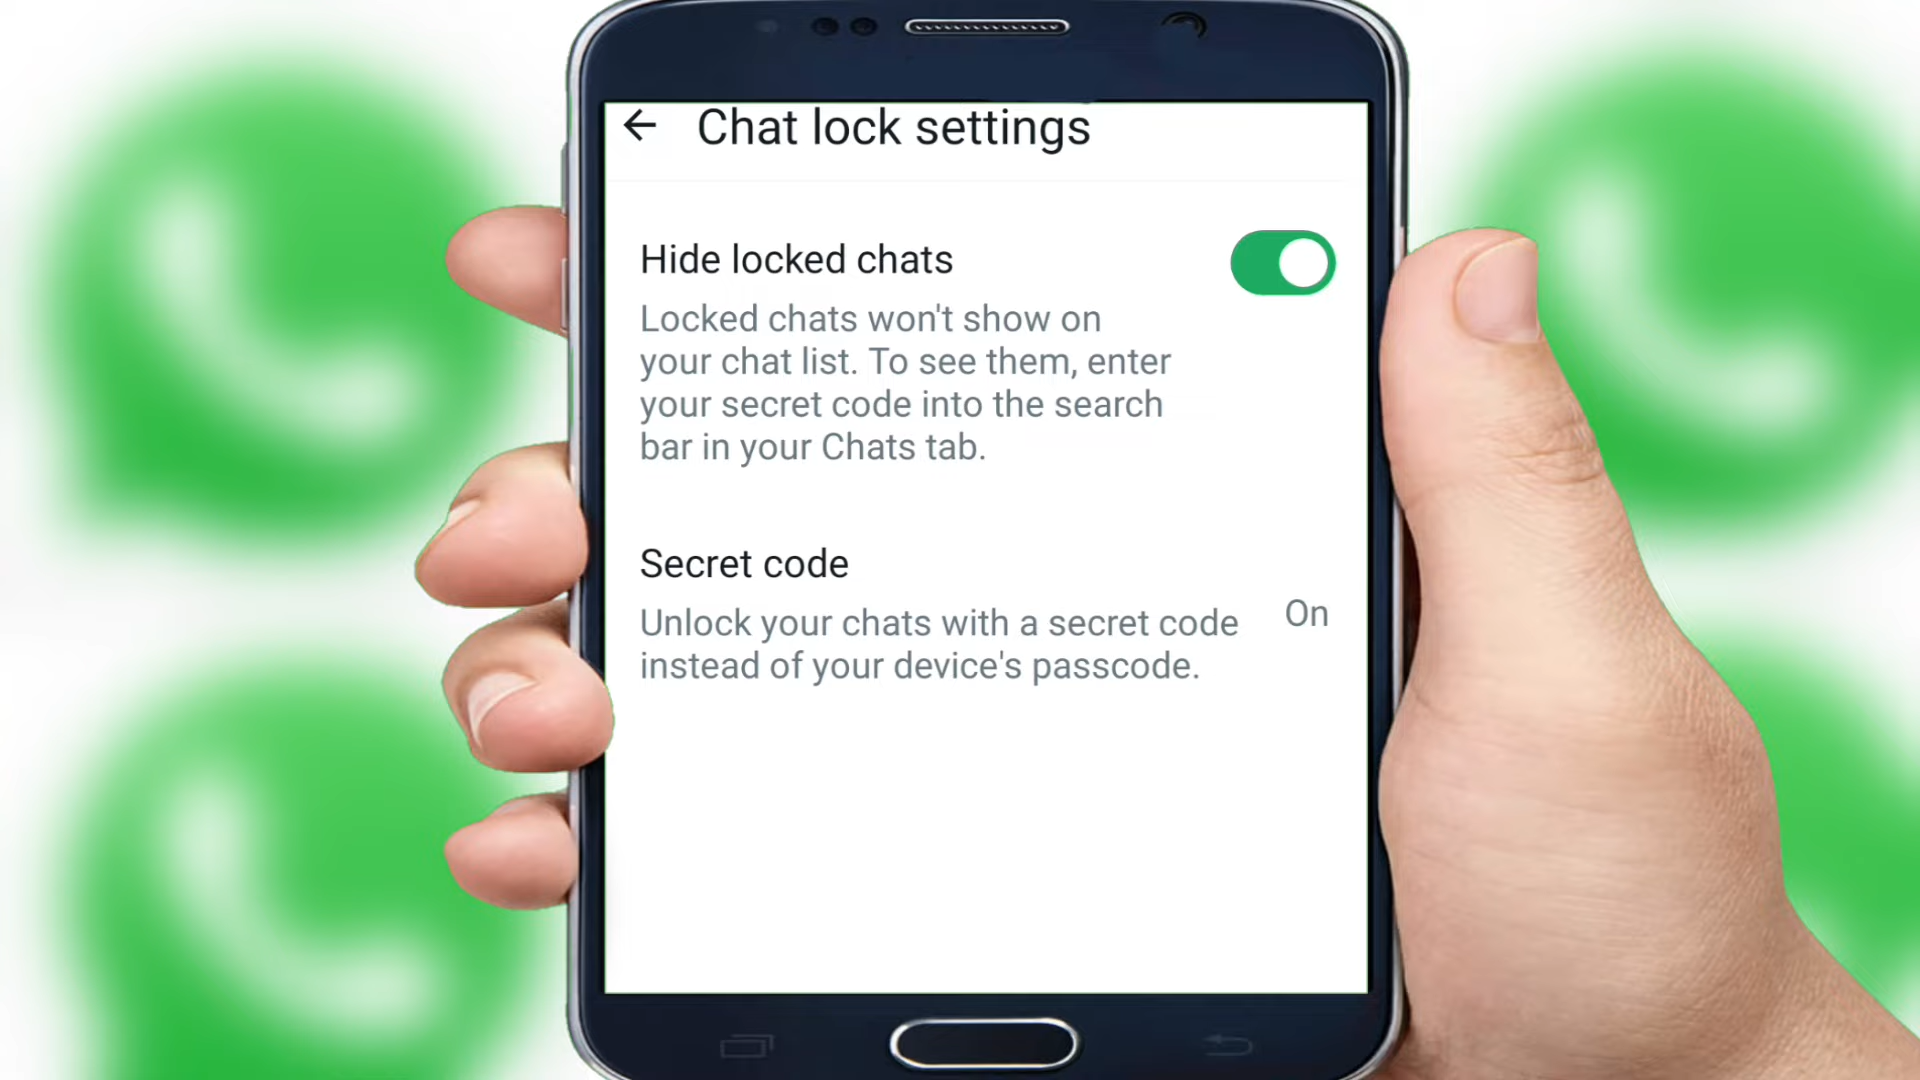 Chat lock settings
Hide locked chats
Locked chats won't show on
your chat list. To see them, enter
your secret code into the search
bar in your Chats tab.
Secret code
Unlock your chats with a secret code
On
instead of your device's passcode.